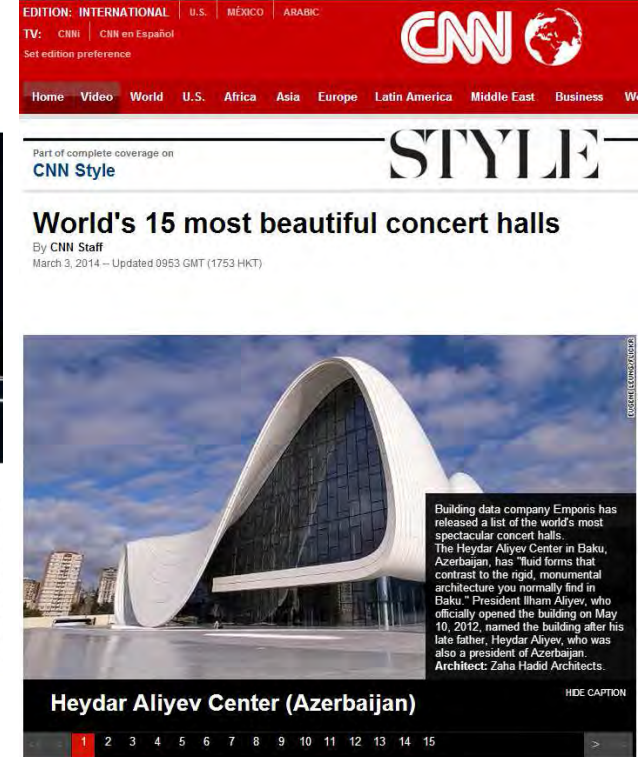 EDITION: INTERNATIONAL U.S. MÉXICO ARABIC
TV: CNNi CNN en Español
Set edition preference
CNN
Home Video World U.S. Africa Asia Europe Latin America Middle East Business
Part of complete coverage on
CNN Style
STYLE
World's 15 most beautiful concert halls
By CNN Staff
March 3, 2014 -- Updated 0953 GMT (1753 HKT)
EUGENE LEUNG/FLICKR
Building data company Emporis has
released a list of the world's most
spectacular concert halls.
The Heydar Aliyev Center in Baku,
Azerbaijan, has "fluid forms that
contrast to the rigid, monumental
architecture you normally find in
Baku." President Ilham Aliyev, who
officially opened the building on May
10, 2012, named the building after his
late father, Heydar Aliyev, who was
also a president of Azerbaijan.
Architect: Zaha Hadid Architects.
HIDE CAPTION
Heydar Aliyev Center (Azerbaijan)
1 2 3 4 5 6 7 8 9 10 11 12 13 14 15 >